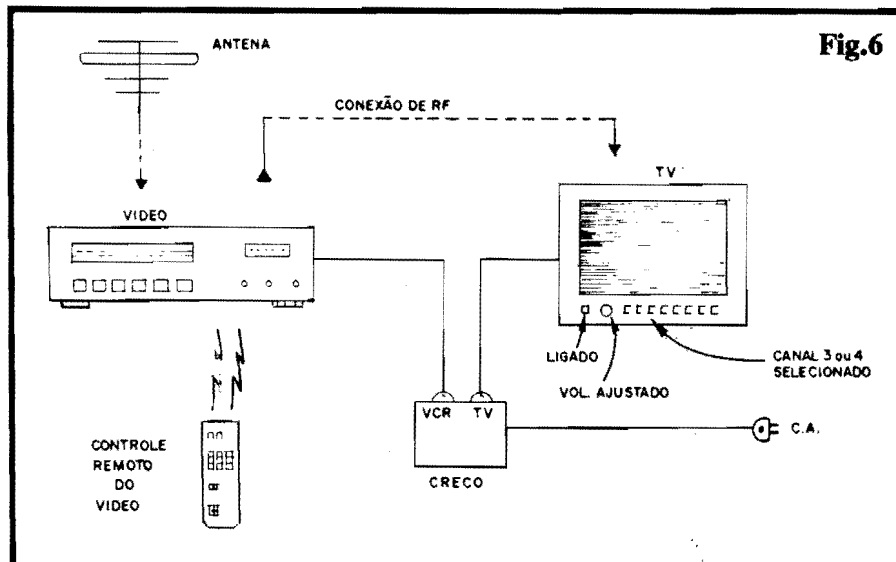 ANTENA
Fig.6
CONEXÃO DE RF
TV
VIDEO
LIGADO
CANAL 3 ou 4
SELECIONADO
VOL. AJUSTADO
VCR TV
C.A.
CRECO
CONTROLE
REMOTO
DO
VIDEO